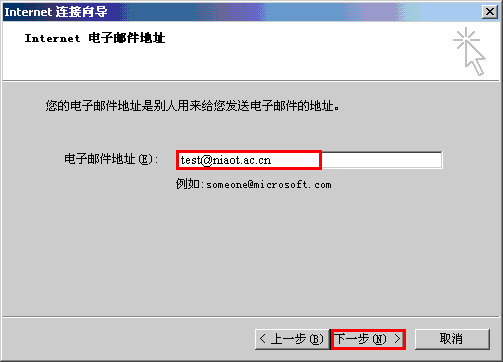 Internet 连接向导
Internet 电子邮件地址
您的电子邮件地址是别人用来给您发送电子邮件的地址。
电子邮件地址(E): test@niaot.ac.cn
例如:someone@microsoft.com
< 上一步(B) 下一步(N) > 取消